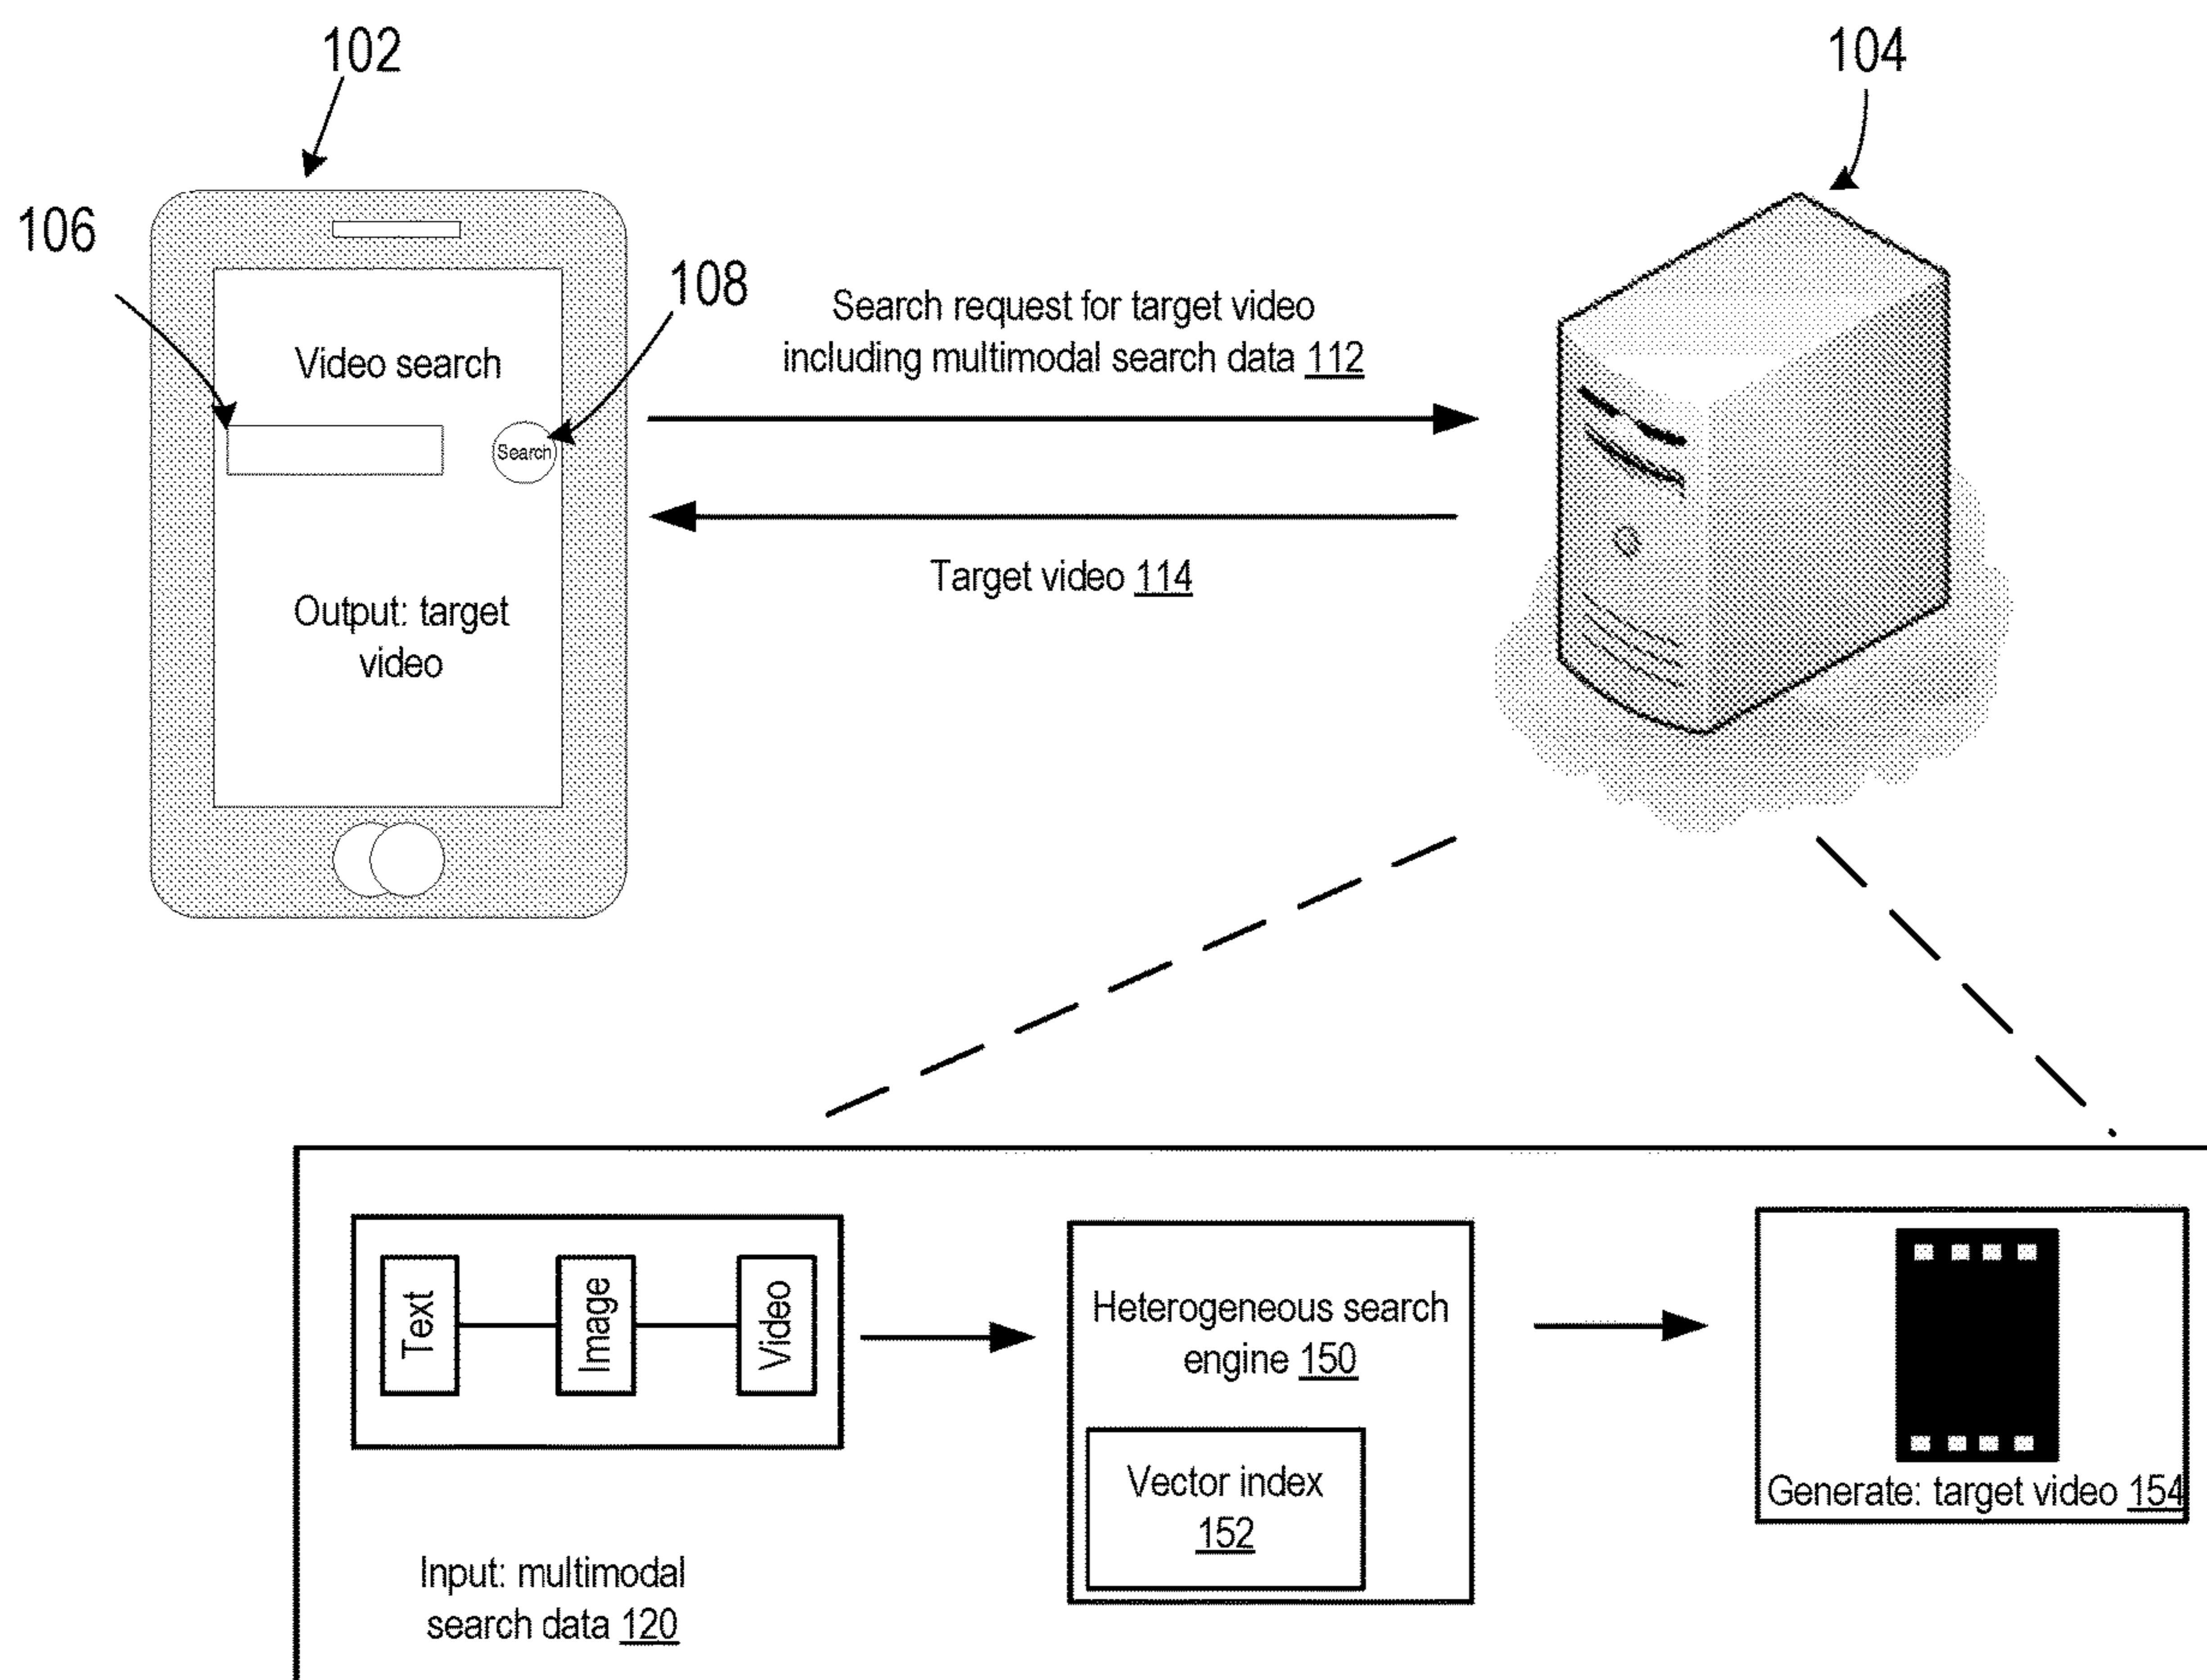 102
104
106
108
Video search
Search
Output: target
video
Search request for target video
including multimodal search data 112
Target video 114
Text
Image
Video
Input: multimodal
search data 120
Heterogeneous search
engine 150
Vector index
152
Generate: target video 154